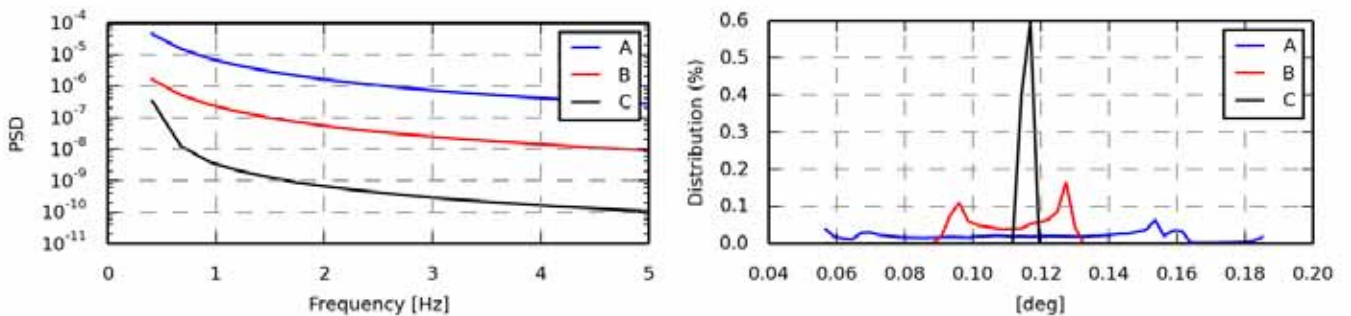 PSD
10^-4
10^-5
10^-6
10^-7
10^-8
10^-9
10^-10
10^-11
0 1 2 3 4 5
Frequency [Hz]
A
B
C
Distribution (%)
0.6
0.5
0.4
0.3
0.2
0.1
0.0
0.04 0.06 0.08 0.10 0.12 0.14 0.16 0.18 0.20
[deg]
A
B
C